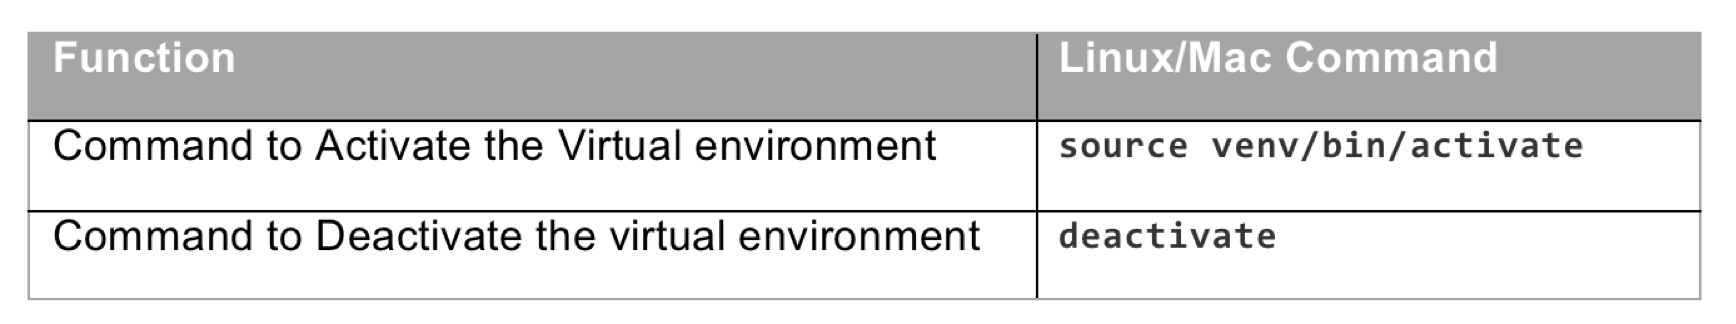 Function Linux/Mac Command
Command to Activate the Virtual environment source venv/bin/activate
Command to Deactivate the virtual environment deactivate